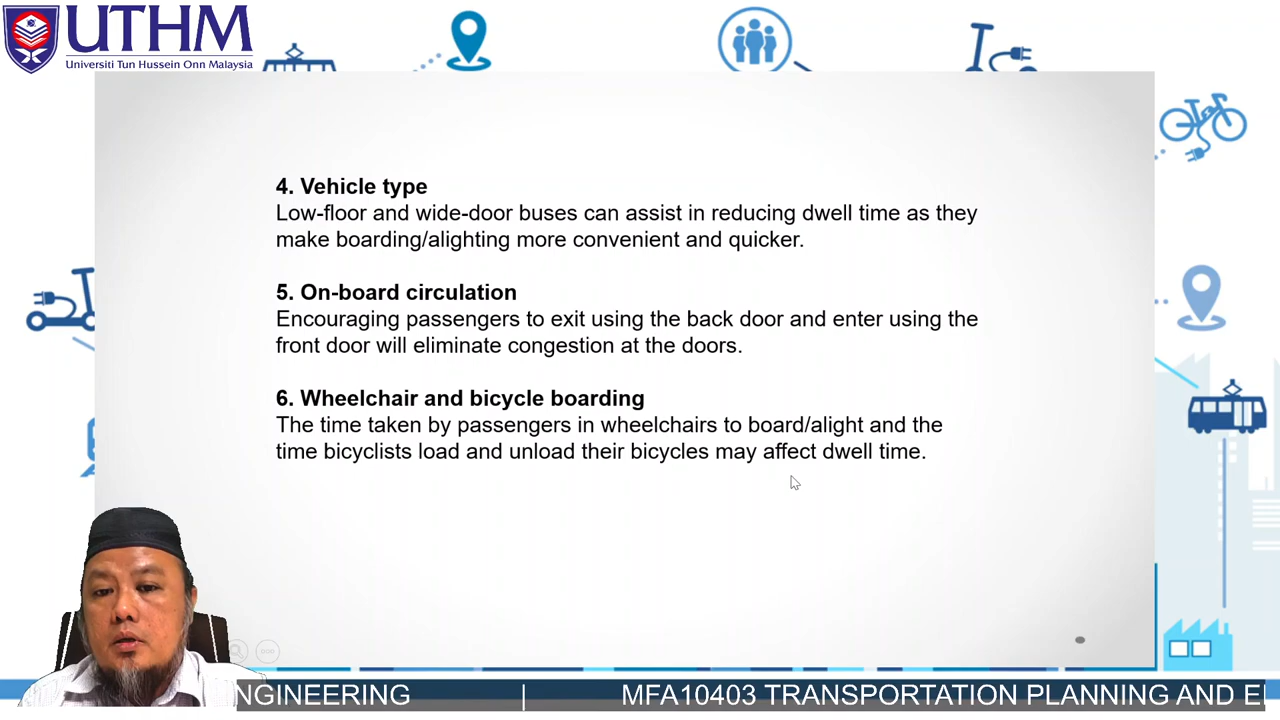 UTHM
Universiti Tun Hussein Onn Malaysia
4. Vehicle type
Low-floor and wide-door buses can assist in reducing dwell time as they
make boarding/alighting more convenient and quicker.
5. On-board circulation
Encouraging passengers to exit using the back door and enter using the
front door will eliminate congestion at the doors.
6. Wheelchair and bicycle boarding
The time taken by passengers in wheelchairs to board/alight and the
time bicyclists load and unload their bicycles may affect dwell time.
NGINEERING | MFA10403 TRANSPORTATION PLANNING AND E